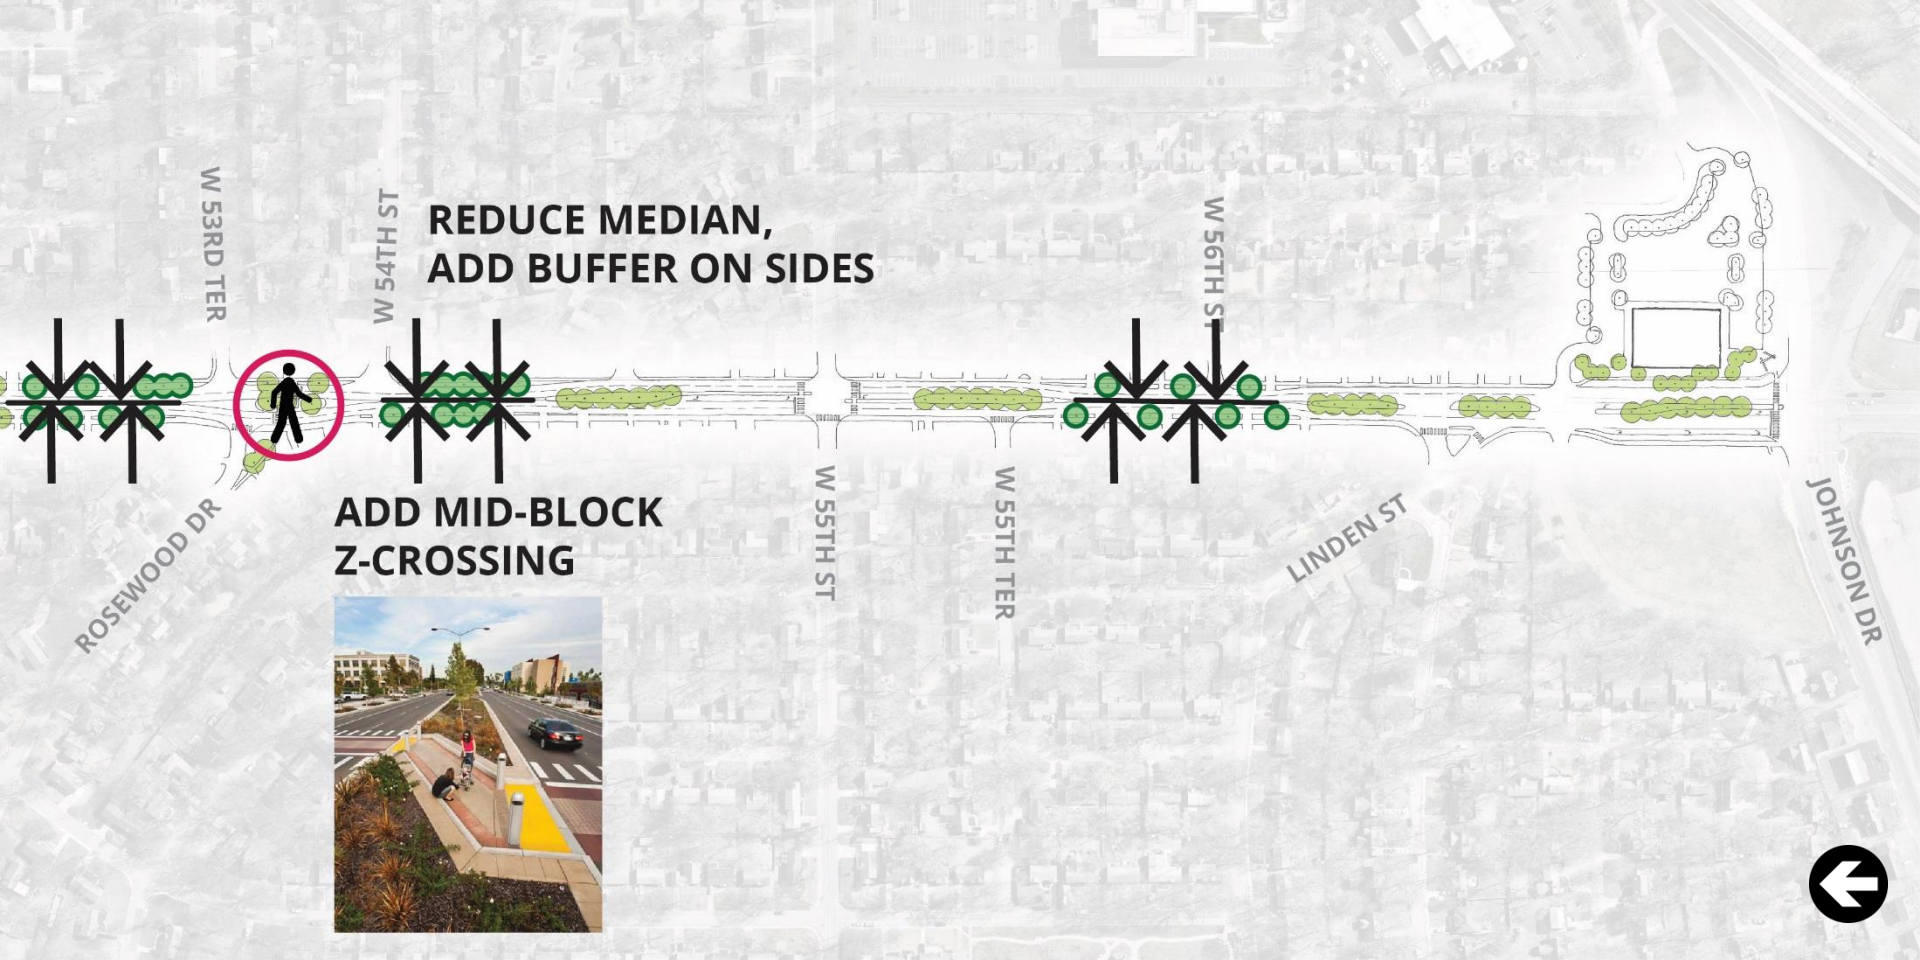 W 53RD TER
W 54TH ST
REDUCE MEDIAN,
ADD BUFFER ON SIDES
W 56TH ST
ROSEWOOD DR
ADD MID-BLOCK
Z-CROSSING
W 55TH ST
W 55TH TER
LINDEN ST
JOHNSON DR